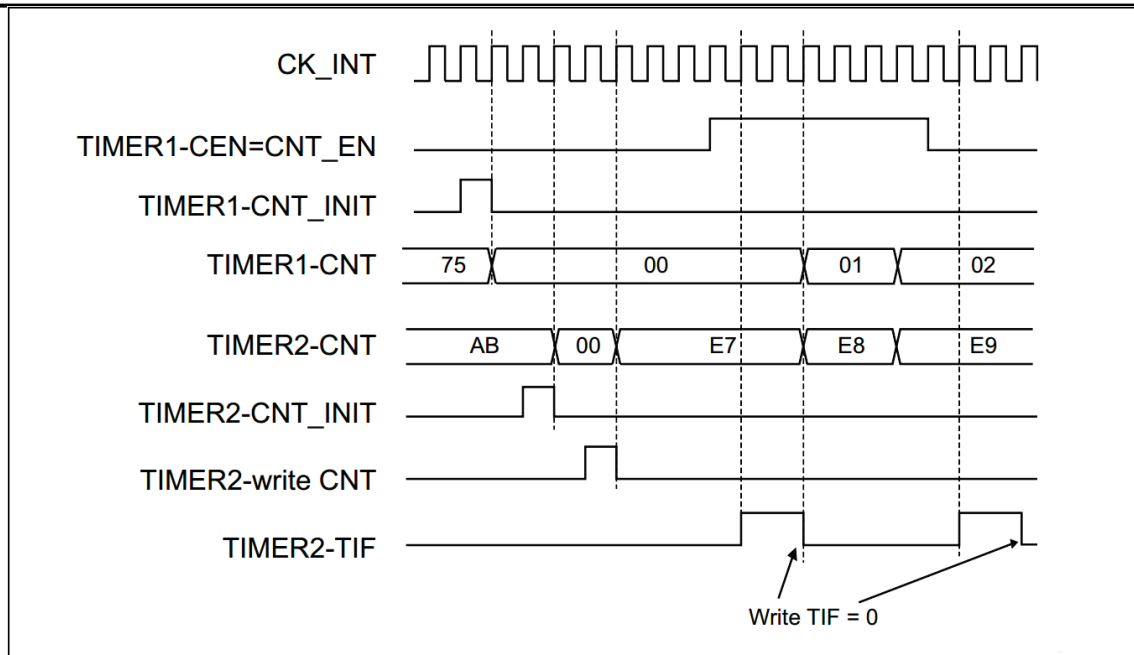 CK_INT
TIMER1-CEN=CNT_EN
TIMER1-CNT_INIT
TIMER1-CNT 75 00 01 02
TIMER2-CNT AB 00 E7 E8 E9
TIMER2-CNT_INIT
TIMER2-write CNT
TIMER2-TIF
Write TIF = 0